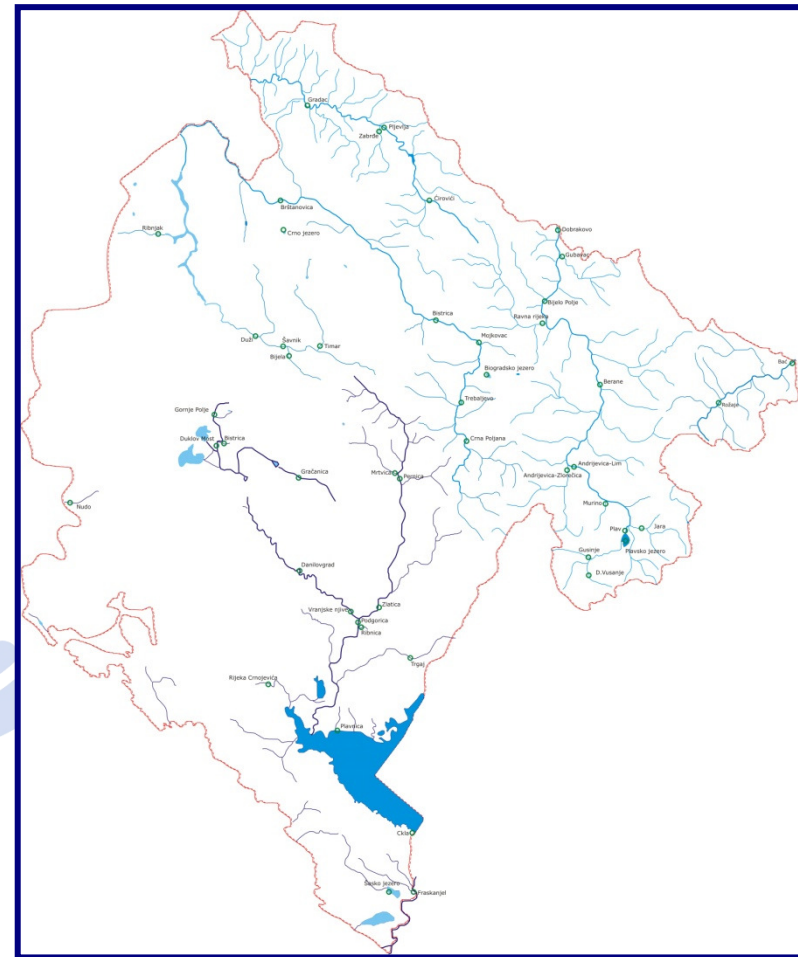 Gradac
Pljevlja
Zabrđe
Ćirovići
Brštanovica
Crno jezero
Ribnjak
Dobrakovo
Gubavac
Bijelo Polje
Ravna rijeka
Bistrica
Duži
Šavnik
Timar
Bijela
Mojkovac
Bać
Biogradsko jezero
Berane
Trebaljevo
Rožaje
Gornje Polje
Duklov Most
Bistrica
Crna Poljana
Gračanica
Mrtvica
Pernica
Andrijevica-Lim
Andrijevica-Zlorečica
Nudo
Murino
Plav
Jara
Plavsko jezero
Gusinje
D.Vusanje
Danilovgrad
Vranjske njive
Zlatica
Podgorica
Ribnica
Trgaj
Rijeka Crnojevića
Plavnica
Ckla
Šasko jezero
Fraskanjel